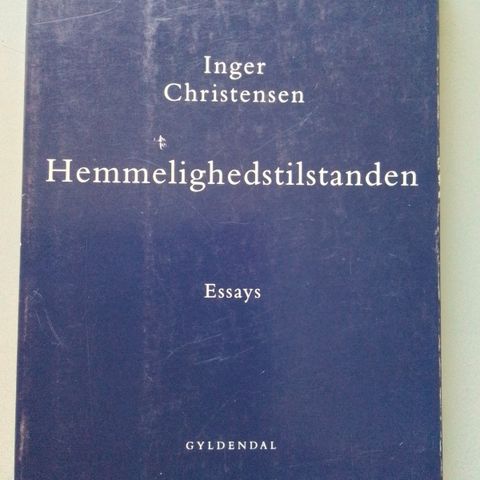 Inger
Christensen
Hemmelighedstilstanden
Essays
GYLDENDAL